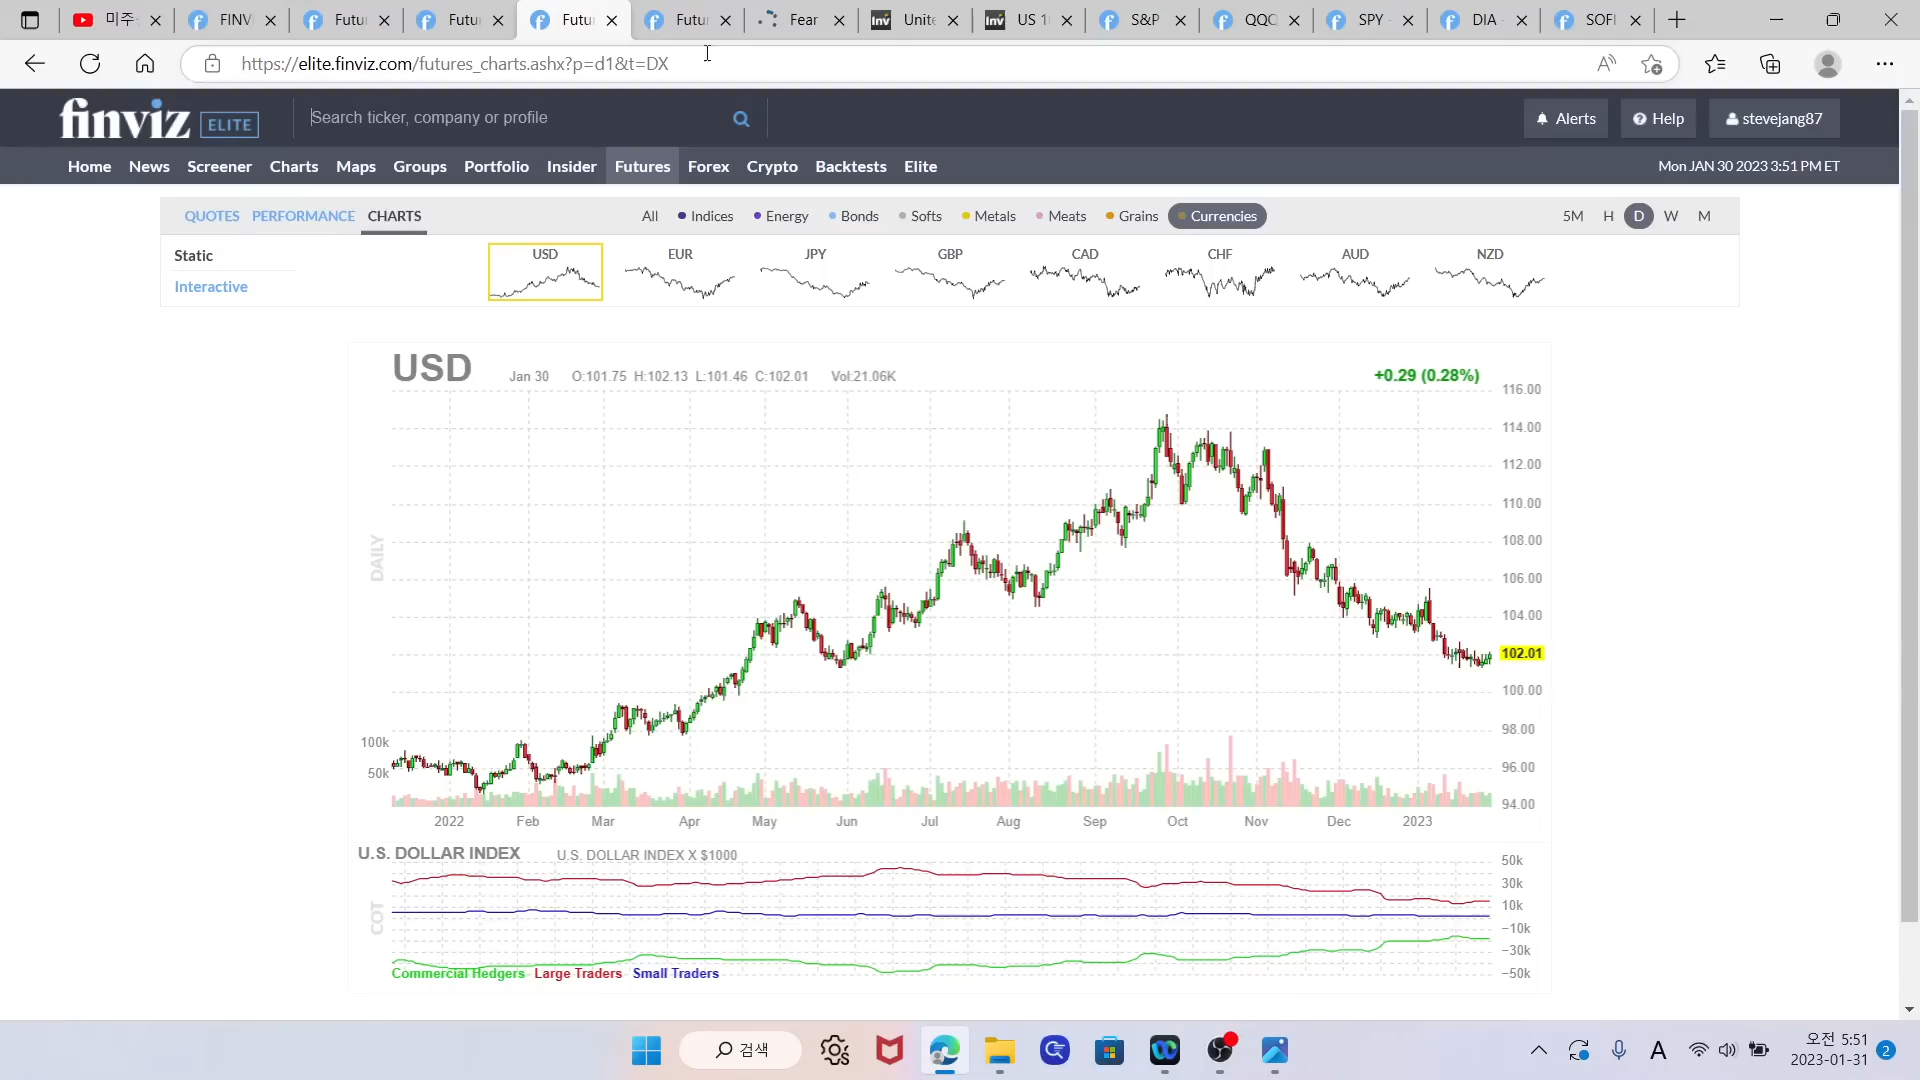 미주
FINV
Futur
Futur
Futur
Futur
Fear
Unite
US 1
S&P
QQQ
SPY -
DIA -
SOFI
https://elite.finviz.com/futures_charts.ashx?p=d1&t=DX
finviz ELITE
Search ticker, company or profile
Alerts
Help
stevejang87
Home News Screener Charts Maps Groups Portfolio Insider Futures Forex Crypto Backtests Elite
Mon JAN 30 2023 3:51 PM ET
QUOTES PERFORMANCE CHARTS
All Indices Energy Bonds Softs Metals Meats Grains Currencies
5M H D W M
Static
Interactive
USD EUR JPY GBP CAD CHF AUD NZD
USD Jan 30 O:101.75 H:102.13 L:101.46 C:102.01 Vol:21.06K +0.29 (0.28%)
116.00
114.00
112.00
110.00
108.00
106.00
104.00
102.01
100.00
98.00
96.00
94.00
DAILY
100k
50k
2022 Feb Mar Apr May Jun Jul Aug Sep Oct Nov Dec 2023
U.S. DOLLAR INDEX U.S. DOLLAR INDEX X $1000
50k
30k
10k
−10k
−30k
−50k
COT
Commercial Hedgers Large Traders Small Traders
검색
A
오전 5:51
2023-01-31
2